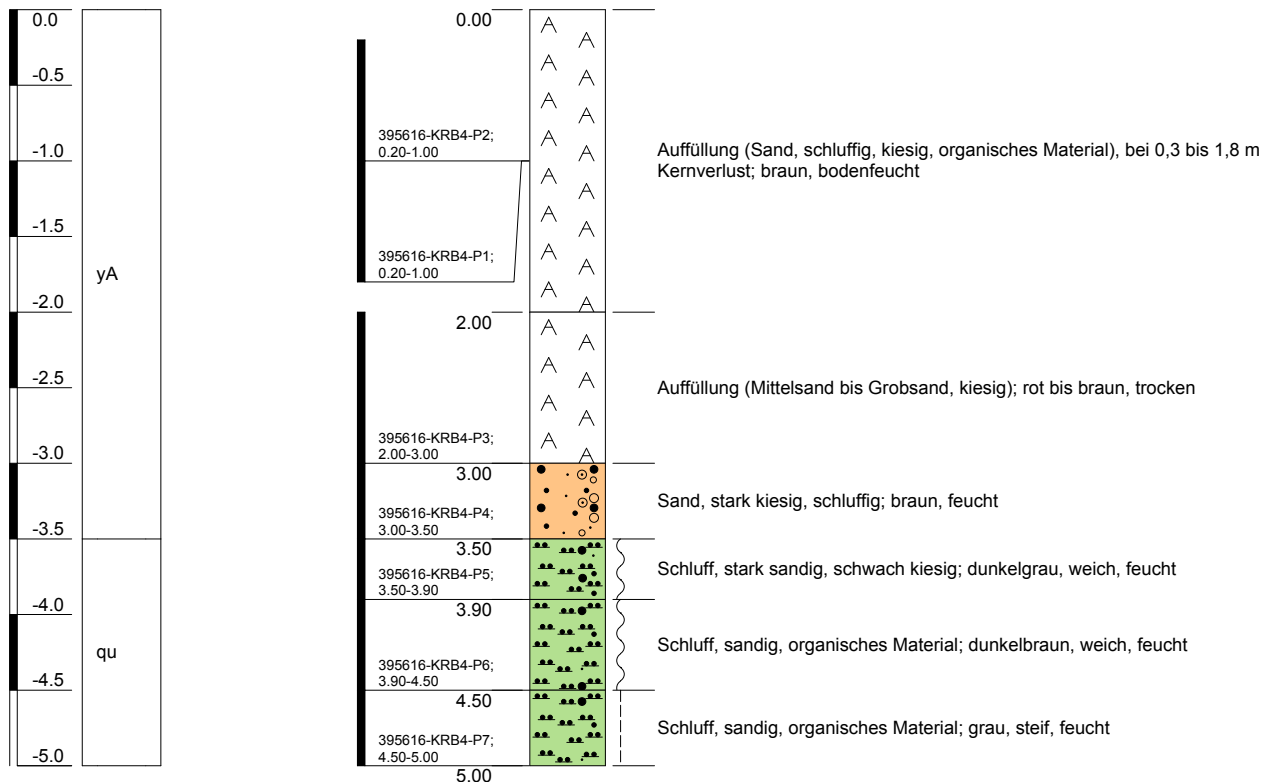 0.0
-0.5
-1.0
-1.5
-2.0
-2.5
-3.0
-3.5
-4.0
-4.5
-5.0
yA
qu
0.00
395616-KRB4-P2;
0.20-1.00
395616-KRB4-P1;
0.20-1.00
Auffüllung (Sand, schluffig, kiesig, organisches Material), bei 0,3 bis 1,8 m
Kernverlust; braun, bodenfeucht
2.00
395616-KRB4-P3;
2.00-3.00
Auffüllung (Mittelsand bis Grobsand, kiesig); rot bis braun, trocken
3.00
395616-KRB4-P4;
3.00-3.50
Sand, stark kiesig, schluffig; braun, feucht
3.50
395616-KRB4-P5;
3.50-3.90
Schluff, stark sandig, schwach kiesig; dunkelgrau, weich, feucht
3.90
395616-KRB4-P6;
3.90-4.50
Schluff, sandig, organisches Material; dunkelbraun, weich, feucht
4.50
395616-KRB4-P7;
4.50-5.00
Schluff, sandig, organisches Material; grau, steif, feucht
5.00